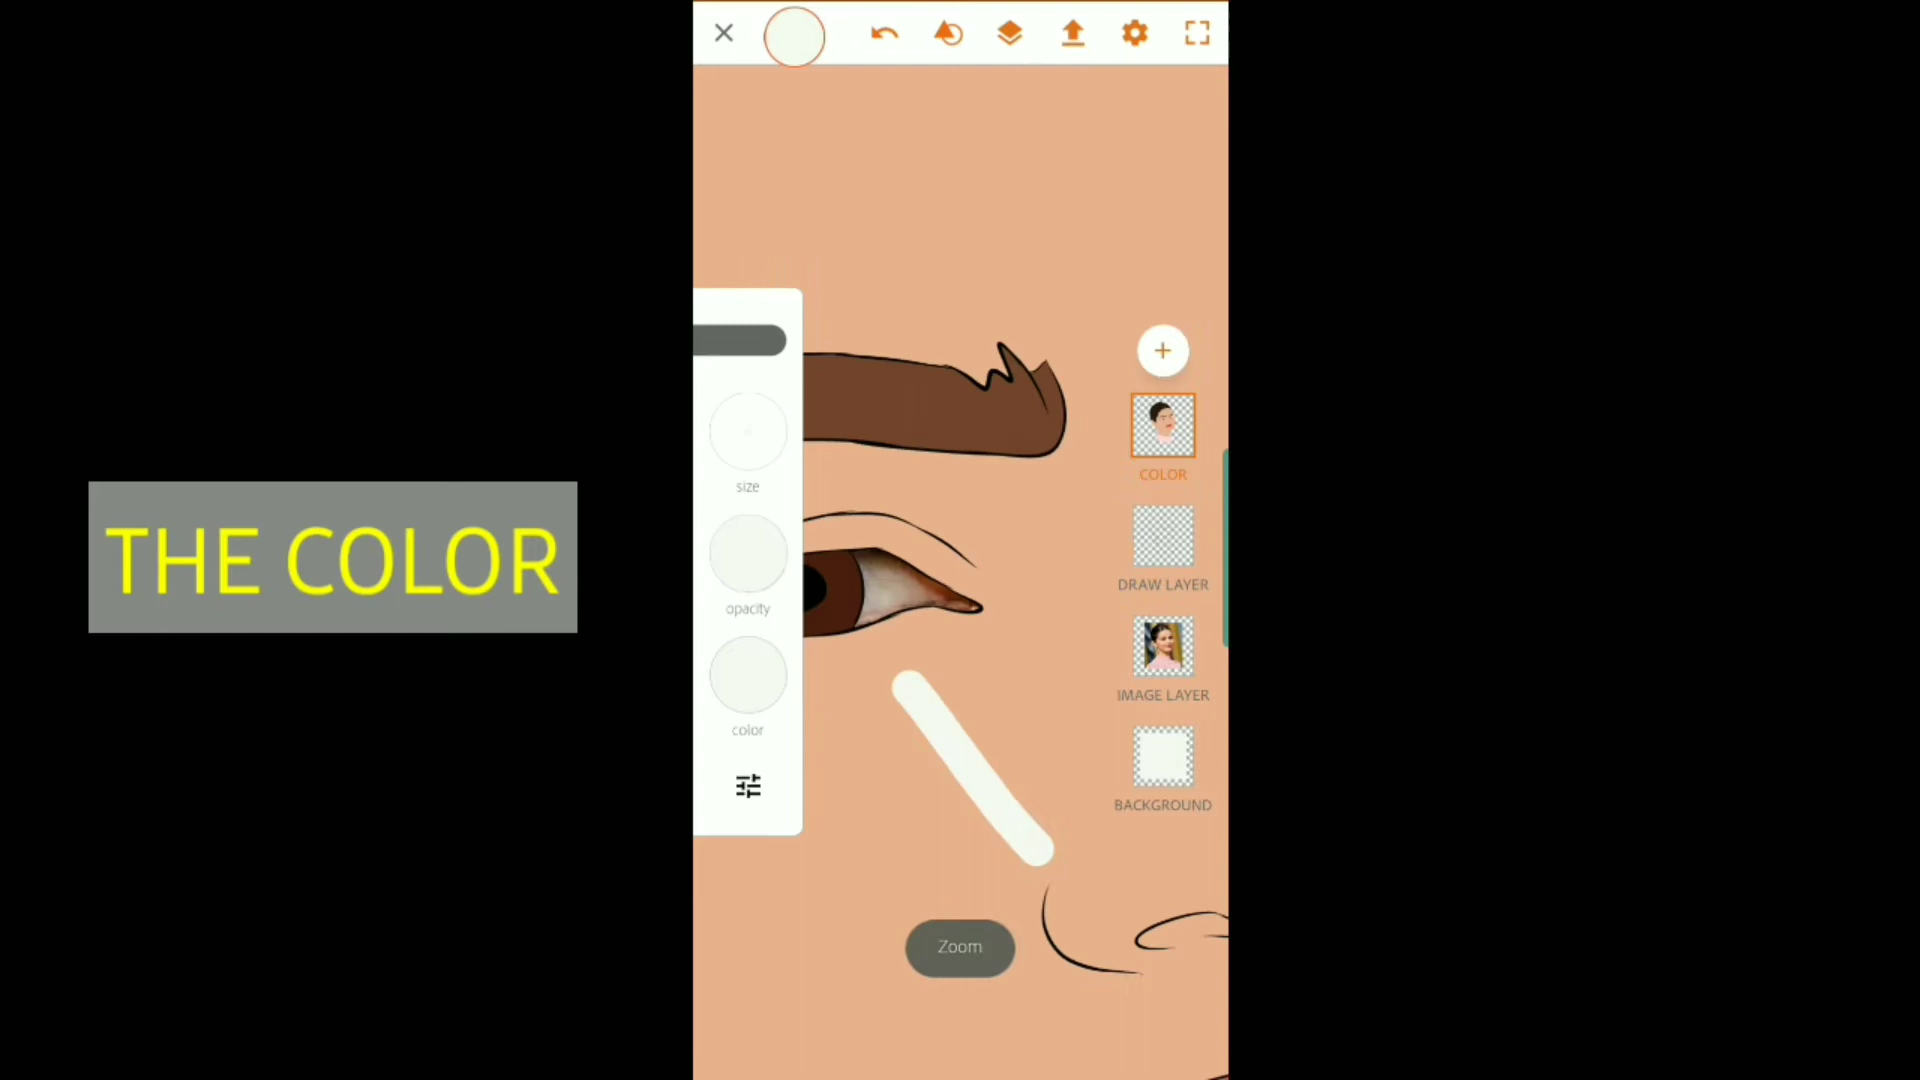 THE COLOR
size
opacity
color
COLOR
DRAW LAYER
IMAGE LAYER
BACKGROUND
Zoom